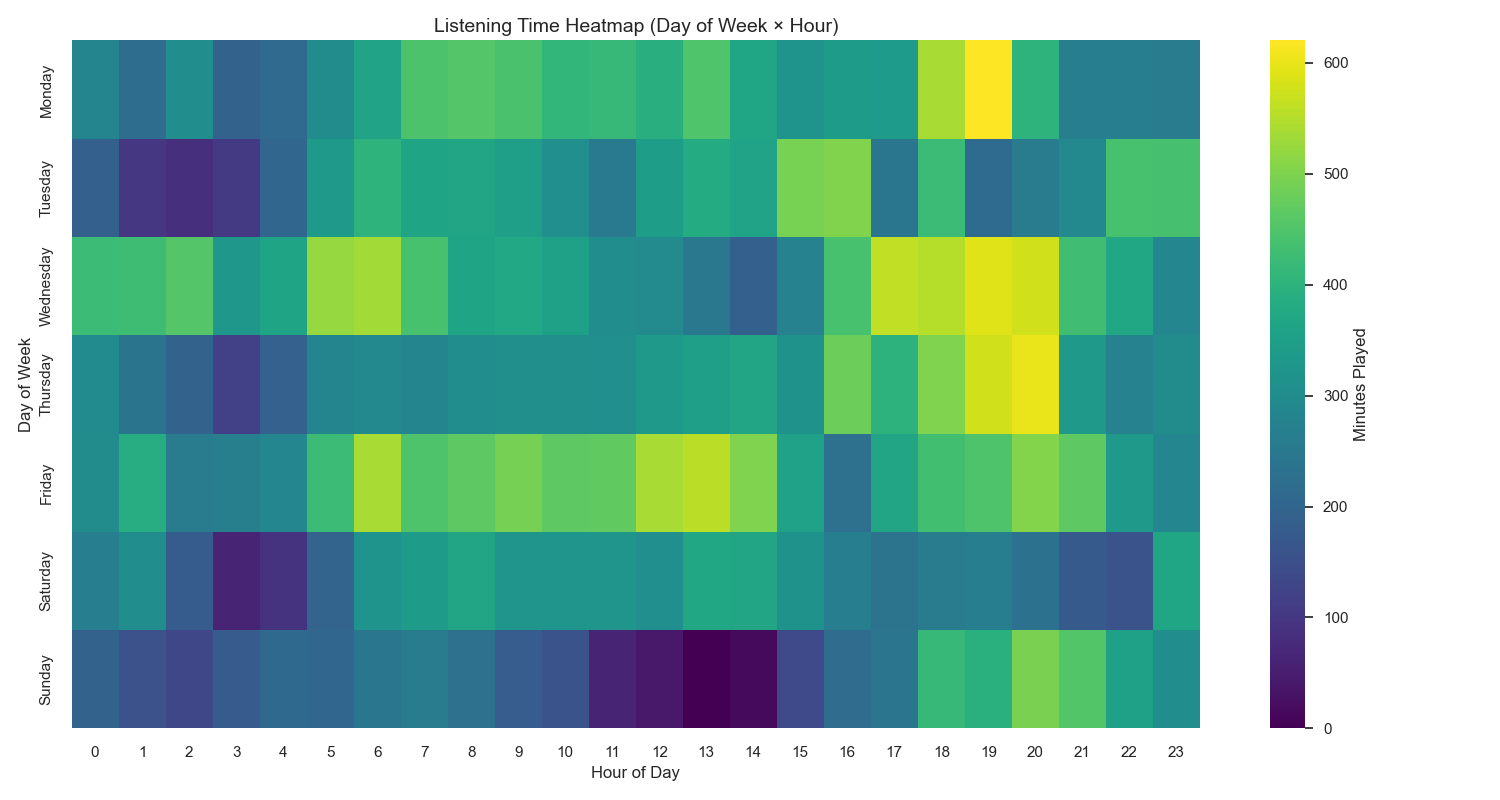 Listening Time Heatmap (Day of Week × Hour)
Day of Week
Monday
Tuesday
Wednesday
Thursday
Friday
Saturday
Sunday
0 1 2 3 4 5 6 7 8 9 10 11 12 13 14 15 16 17 18 19 20 21 22 23
Hour of Day
600
500
400
300
200
100
0
Minutes Played